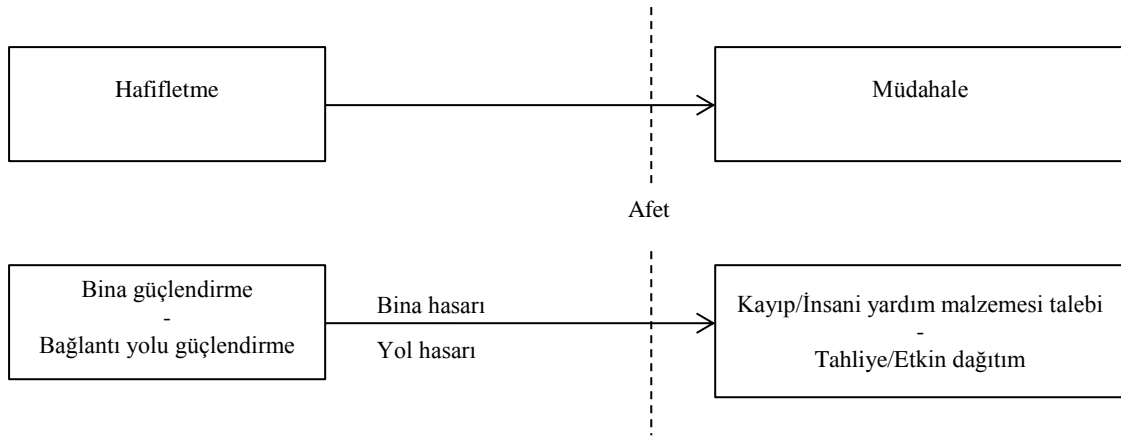 Hafifletme
Müdahale
Afet
Bina güçlendirme
-
Bağlantı yolu güçlendirme
Bina hasarı
Yol hasarı
Kayıp/İnsani yardım malzemesi talebi
-
Tahliye/Etkin dağıtım